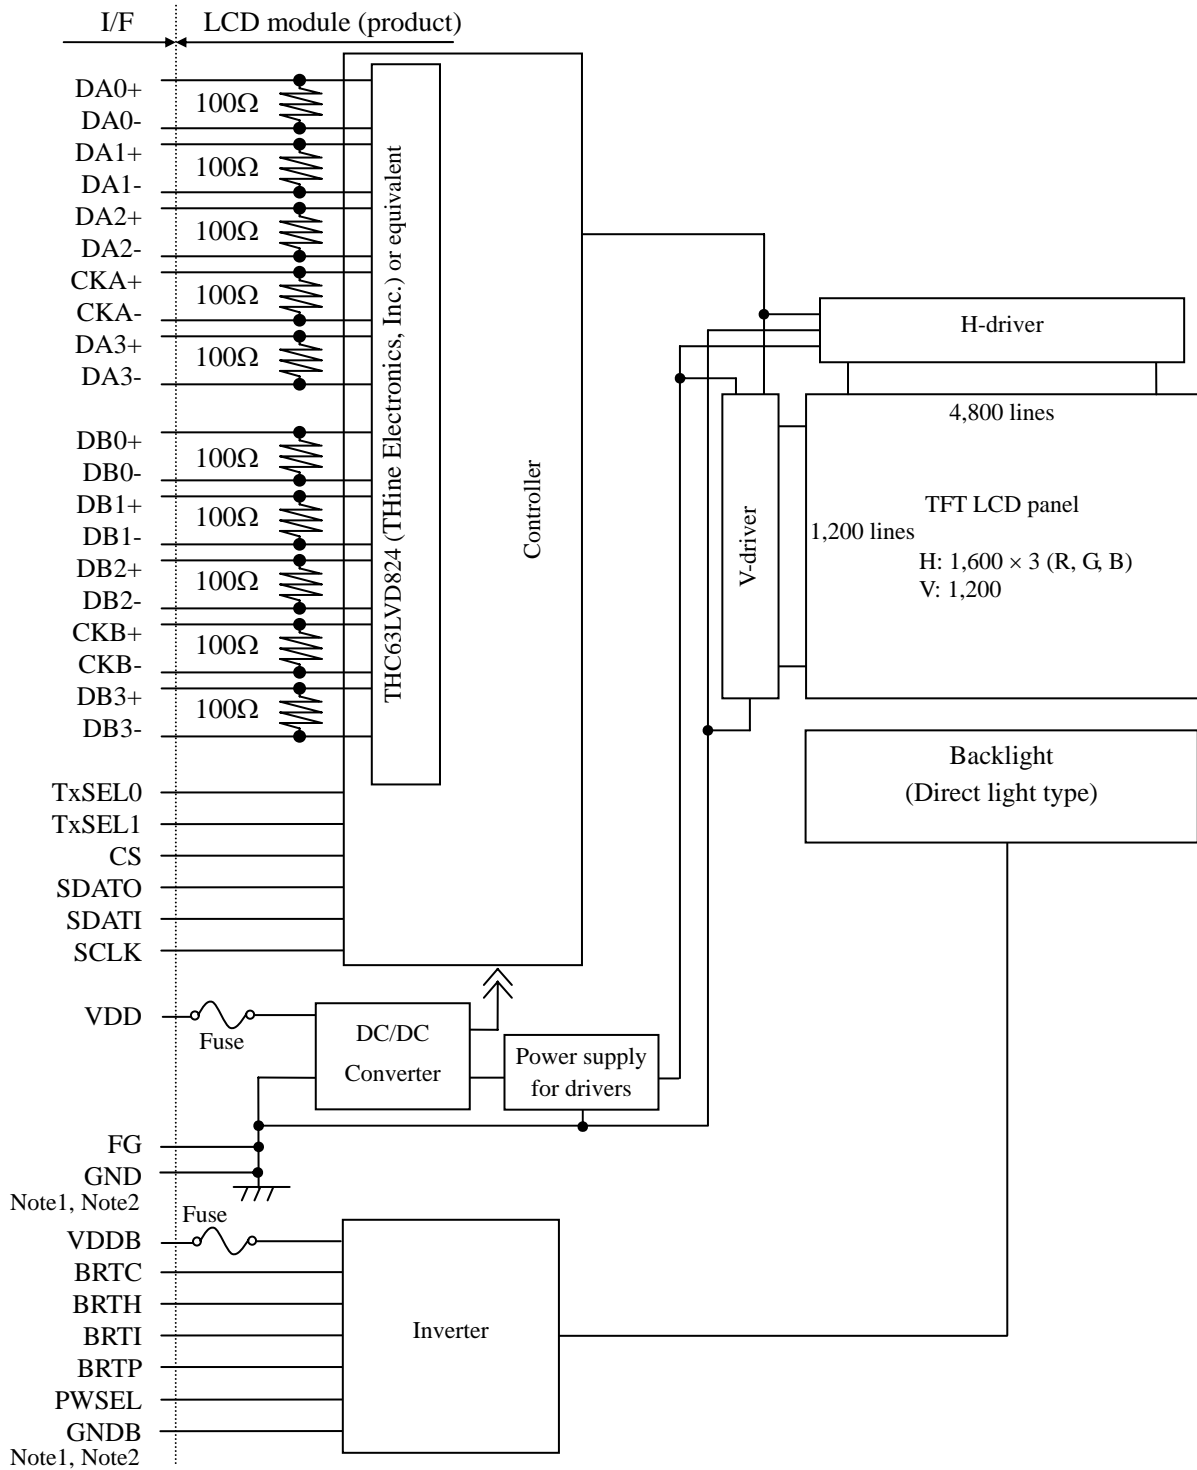 I/F
LCD module (product)
DA0+
100Ω
DA0-
DA1+
100Ω
DA1-
DA2+
100Ω
DA2-
CKA+
100Ω
CKA-
DA3+
100Ω
DA3-
DB0+
100Ω
DB0-
DB1+
100Ω
DB1-
DB2+
100Ω
DB2-
CKB+
100Ω
CKB-
DB3+
100Ω
DB3-
THC63LVD824 (THine Electronics, Inc.) or equivalent
Controller
TxSEL0
TxSEL1
CS
SDATO
SDATI
SCLK
H-driver
V-driver
4,800 lines
TFT LCD panel
1,200 lines
H: 1,600 × 3 (R, G, B)
V: 1,200
Backlight
(Direct light type)
VDD
Fuse
DC/DC
Converter
Power supply
for drivers
FG
GND
Note1, Note2
Fuse
VDDB
BRTC
BRTH
BRTI
BRTP
PWSEL
GNDB
Note1, Note2
Inverter